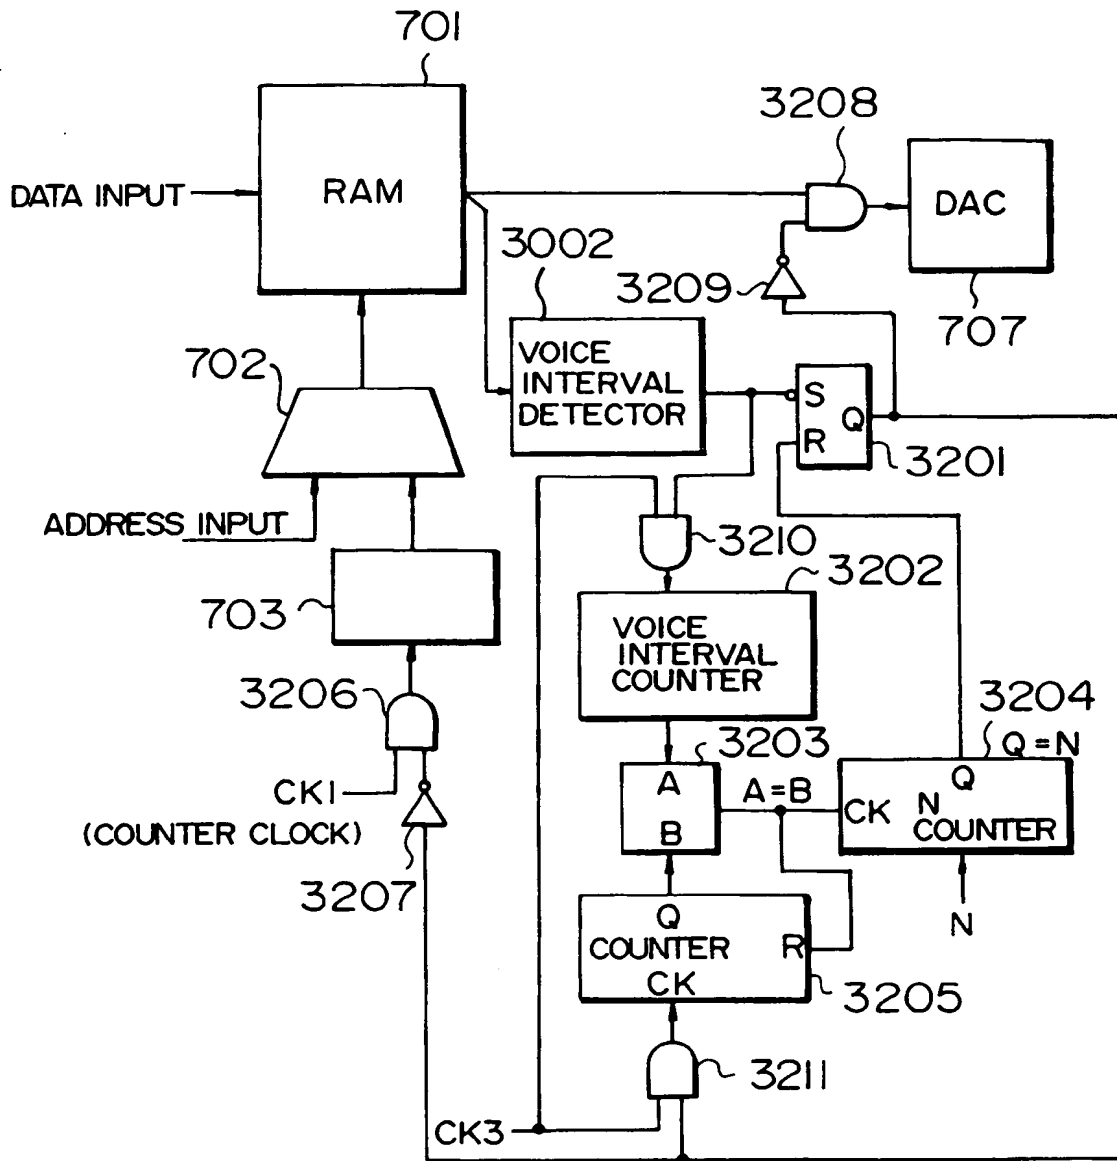 701
3208
DATA INPUT
RAM
DAC
3002
3209
707
VOICE
INTERVAL
DETECTOR
S
Q
R
3201
702
ADDRESS INPUT
3210
3202
703
VOICE
INTERVAL
COUNTER
3206
3204
3203
Q=N
A
A=B
CK1
B
CK
Q
N
COUNTER
(COUNTER CLOCK)
3207
N
Q
COUNTER
R
CK
3205
3211
CK3